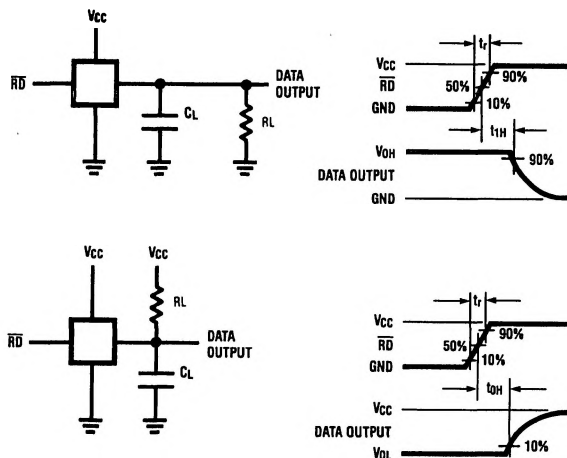 VCC
RD
DATA
OUTPUT
CL
RL
tr
VCC
90%
RD
50%
10%
GND
t1H
VOH
90%
DATA OUTPUT
GND
VCC
VCC
RL
RD
DATA
OUTPUT
CL
tr
VCC
90%
RD
50%
10%
GND
t0H
VCC
DATA OUTPUT
10%
VOL